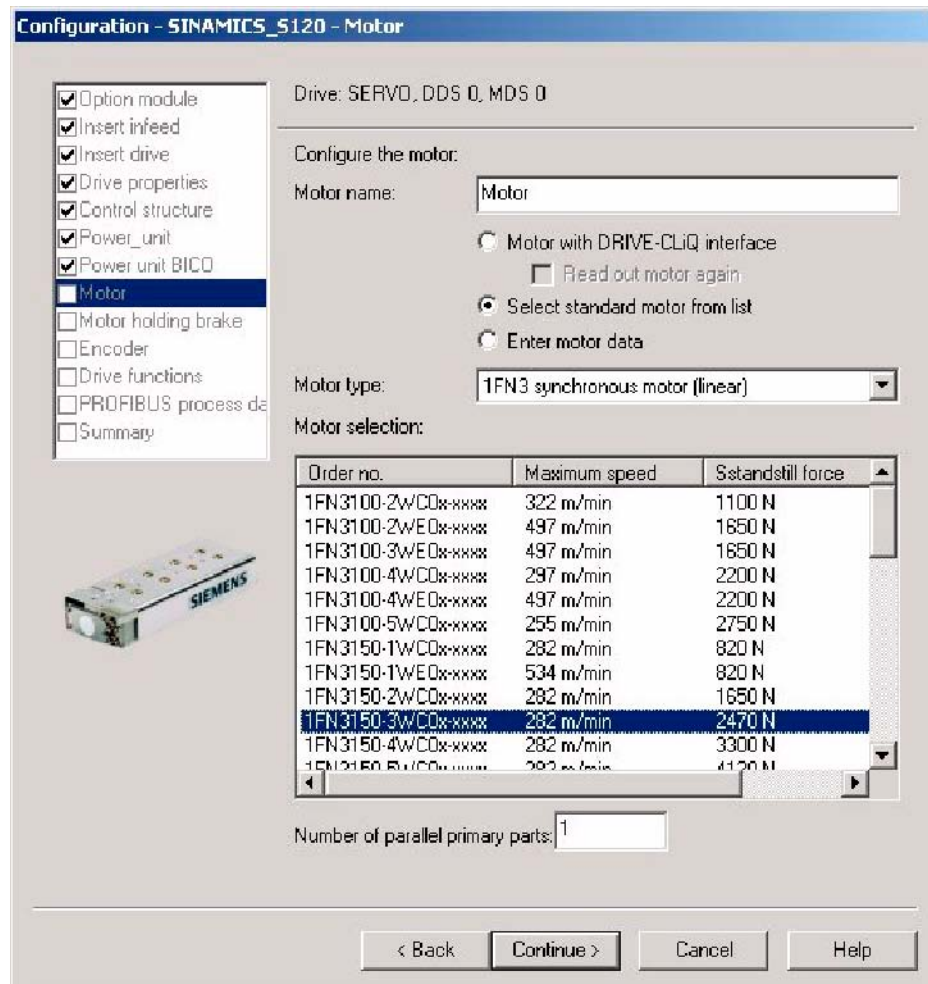 Configuration - SINAMICS_S120 - Motor
Option module
Insert infeed
Insert drive
Drive properties
Control structure
Power_unit
Power unit BICO
Motor
Motor holding brake
Encoder
Drive functions
PROFIBUS process da
Summary
SIEMENS
Drive: SERVO, DDS 0, MDS 0
Configure the motor:
Motor name: Motor
Motor with DRIVE-CLiQ interface
Read out motor again
Select standard motor from list
Enter motor data
Motor type: 1FN3 synchronous motor (linear)
Motor selection:
Order no. Maximum speed Sstandstill force
1FN3100-2WC0x-xxxx 322 m/min 1100 N
1FN3100-2WE0x-xxxx 497 m/min 1650 N
1FN3100-3WE0x-xxxx 497 m/min 1650 N
1FN3100-4WC0x-xxxx 297 m/min 2200 N
1FN3100-4WE0x-xxxx 497 m/min 2200 N
1FN3100-5WC0x-xxxx 255 m/min 2750 N
1FN3150-1WC0x-xxxx 282 m/min 820 N
1FN3150-1WE0x-xxxx 534 m/min 820 N
1FN3150-2WC0x-xxxx 282 m/min 1650 N
1FN3150-3WC0x-xxxx 282 m/min 2470 N
1FN3150-4WC0x-xxxx 282 m/min 3300 N
1FN3150-5WC0x-xxxx 282 m/min 4120 N
Number of parallel primary parts: 1
< Back Continue > Cancel Help